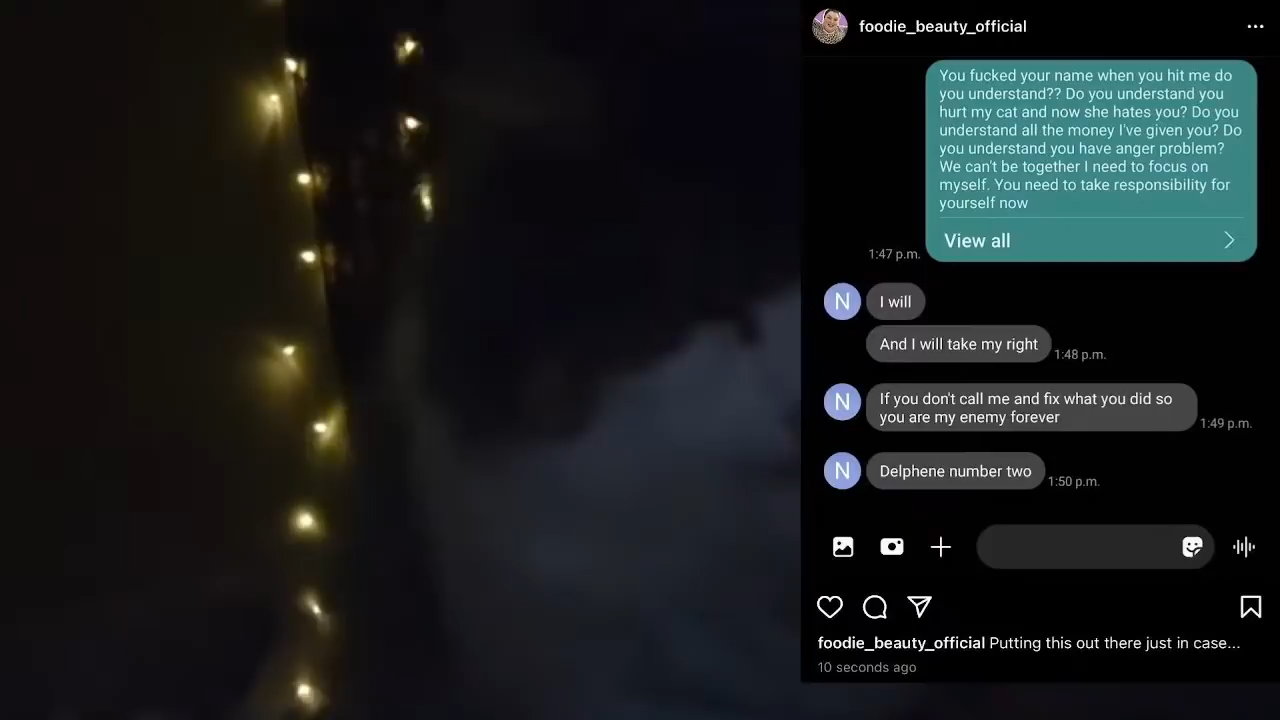 foodie_beauty_official
You fucked your name when you hit me do
you understand?? Do you understand you
hurt my cat and now she hates you? Do you
understand all the money I've given you? Do
you understand you have anger problem?
We can't be together I need to focus on
myself. You need to take responsibility for
yourself now
View all
1:47 p.m.
N
I will
And I will take my right
1:48 p.m.
N
If you don't call me and fix what you did so
you are my enemy forever
1:49 p.m.
N
Delphene number two
1:50 p.m.
foodie_beauty_official Putting this out there just in case...
10 seconds ago